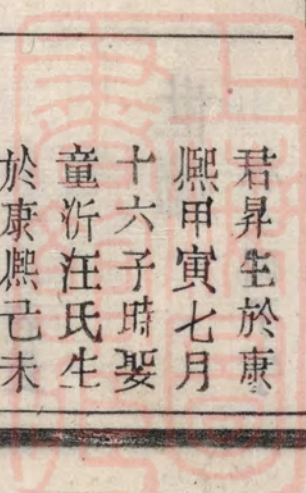 君昇生於康
熙甲寅七月
十六子時娶
童沂汪氏生
於康熙己未